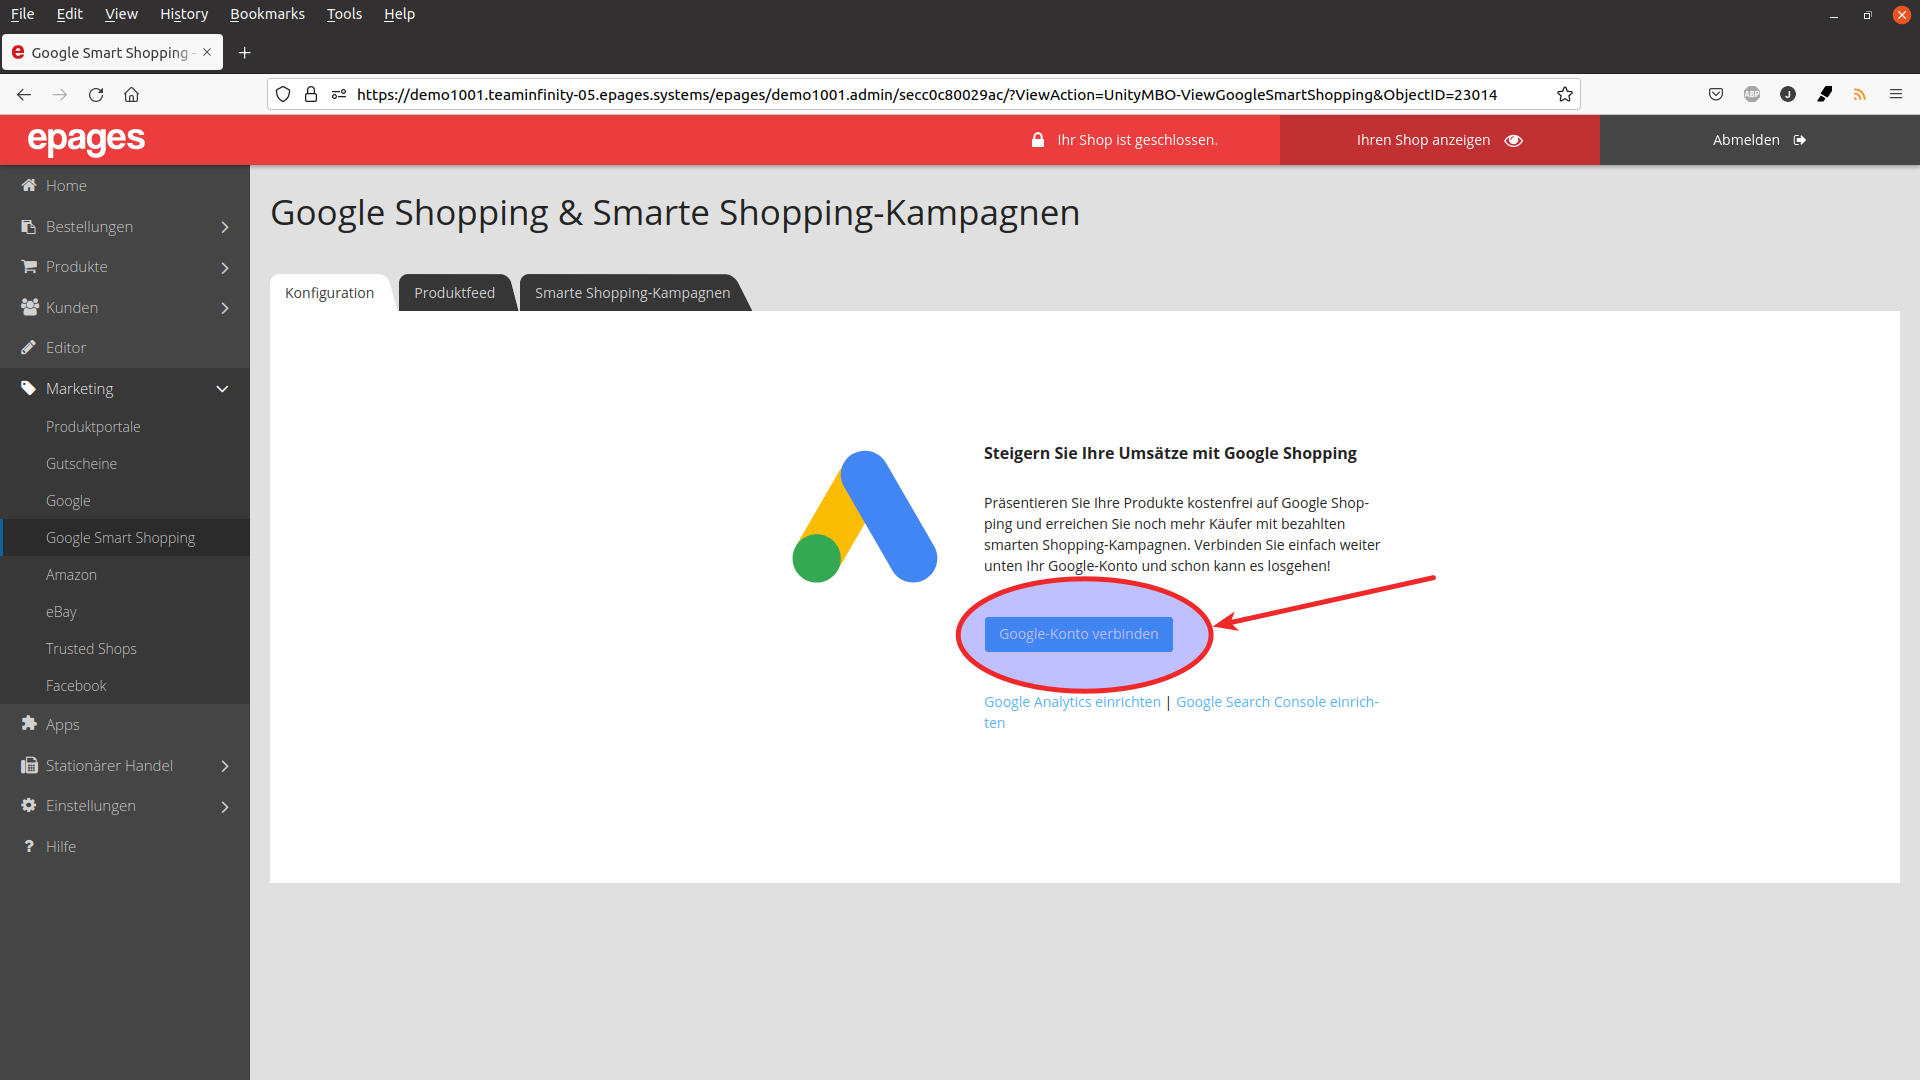 File Edit View History Bookmarks Tools Help
e Google Smart Shopping -
https://demo1001.teaminfinity-05.epages.systems/epages/demo1001.admin/secc0c80029ac/?ViewAction=UnityMBO-ViewGoogleSmartShopping&ObjectID=23014
ABP J
epages
Ihr Shop ist geschlossen.
Ihren Shop anzeigen
Abmelden
Home
Bestellungen
Produkte
Kunden
Editor
Marketing
Produktportale
Gutscheine
Google
Google Smart Shopping
Amazon
eBay
Trusted Shops
Facebook
Apps
Stationärer Handel
Einstellungen
? Hilfe
Google Shopping & Smarte Shopping-Kampagnen
Konfiguration Produktfeed Smarte Shopping-Kampagnen
Steigern Sie Ihre Umsätze mit Google Shopping
Präsentieren Sie Ihre Produkte kostenfrei auf Google Shop-
ping und erreichen Sie noch mehr Käufer mit bezahlten
smarten Shopping-Kampagnen. Verbinden Sie einfach weiter
unten Ihr Google-Konto und schon kann es losgehen!
Google-Konto verbinden
Google Analytics einrichten | Google Search Console einrich-
ten